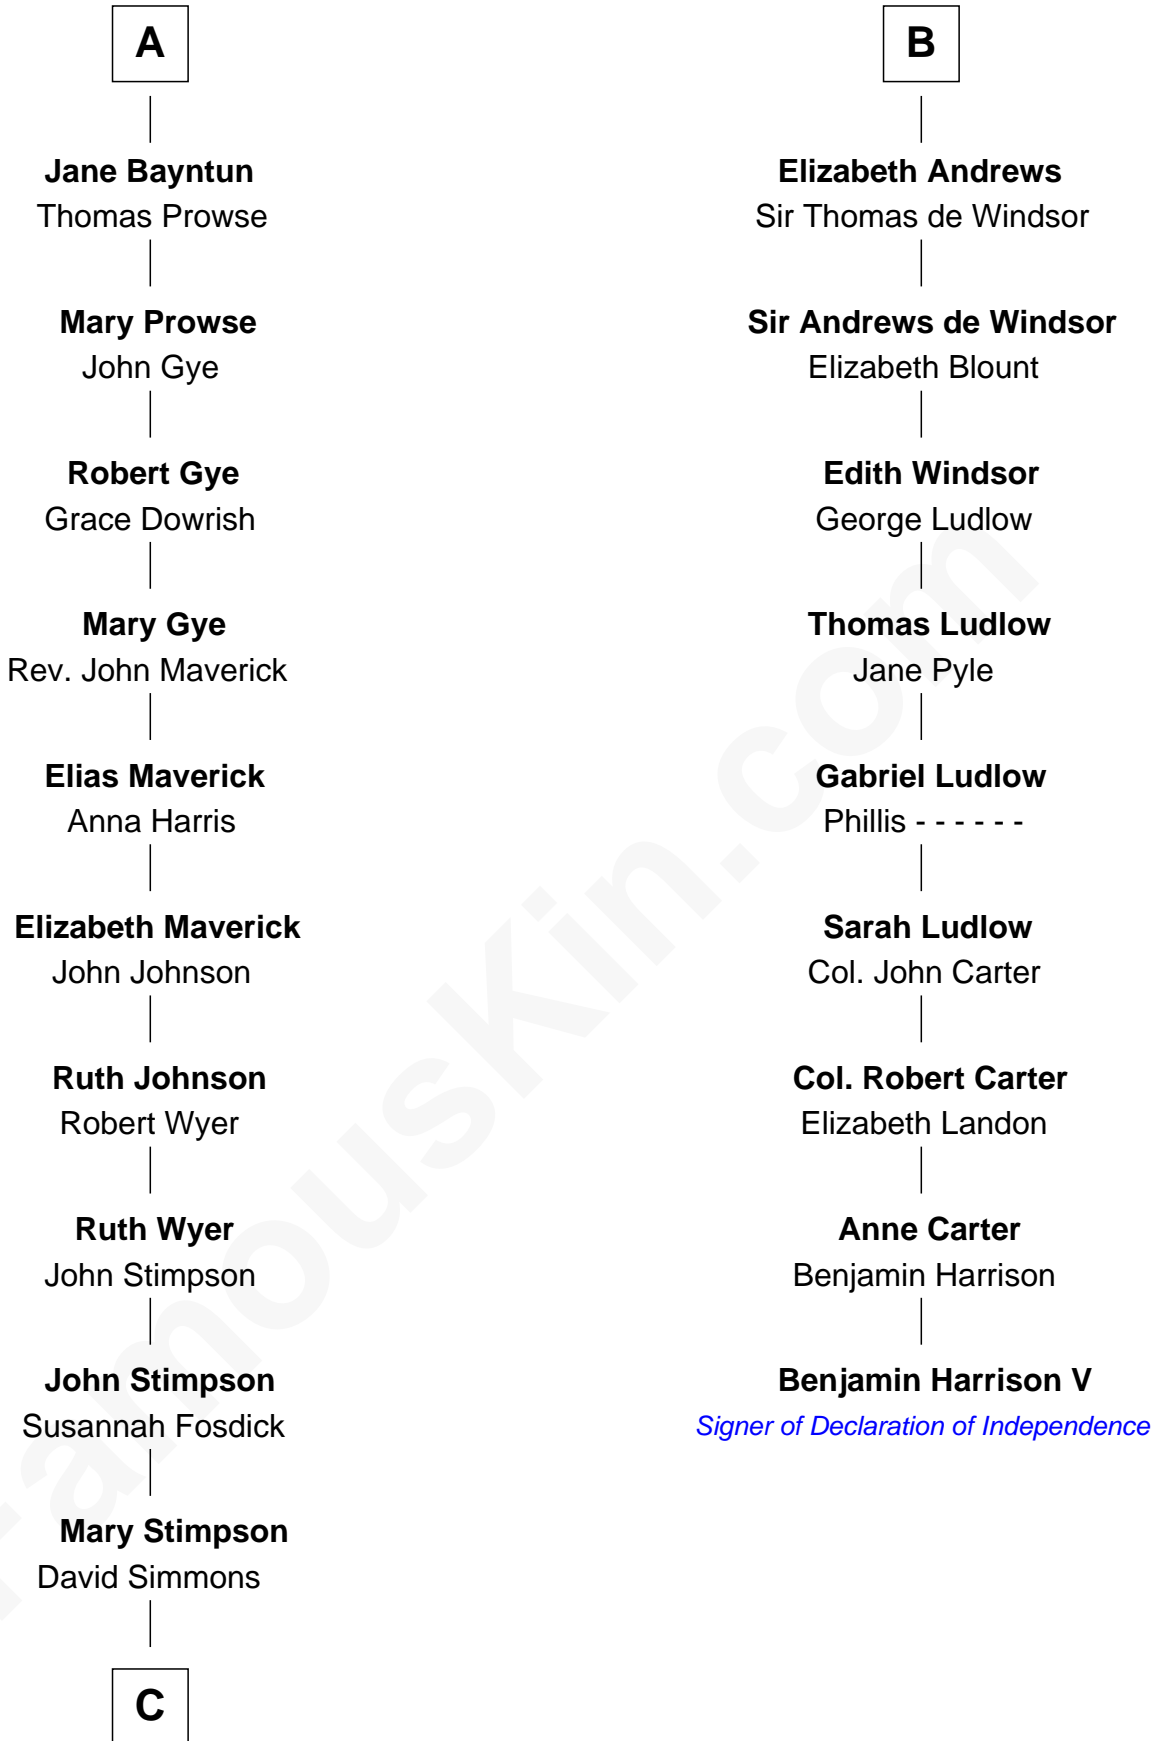 A
Jane Bayntun
Thomas Prowse
Mary Prowse
John Gye
Robert Gye
Grace Dowrish
Mary Gye
Rev. John Maverick
Elias Maverick
Anna Harris
Elizabeth Maverick
John Johnson
Ruth Johnson
Robert Wyer
Ruth Wyer
John Stimpson
John Stimpson
Susannah Fosdick
Mary Stimpson
David Simmons
C
B
Elizabeth Andrews
Sir Thomas de Windsor
Sir Andrews de Windsor
Elizabeth Blount
Edith Windsor
George Ludlow
Thomas Ludlow
Jane Pyle
Gabriel Ludlow
Phillis - - - - - -
Sarah Ludlow
Col. John Carter
Col. Robert Carter
Elizabeth Landon
Anne Carter
Benjamin Harrison
Benjamin Harrison V
Signer of Declaration of Independence
FamousKin.com